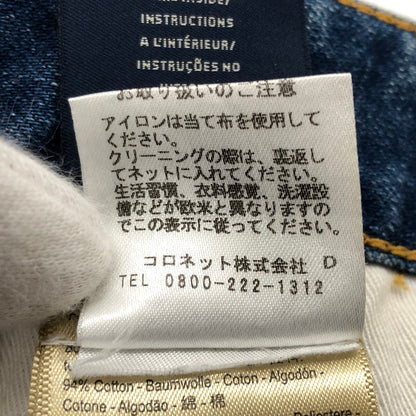 INSTRUCTIONS
A L'INTÉRIEUR/
INSTRUÇÕES NO
お取り扱いのご注意
アイロンは当て布を使用して
ください。
クリーニングの際は、裏返し
てネットに入れてください。
生活習慣、衣料感覚、洗濯設
備などが欧米と異なりますの
でこの表示に従ってください。
コロネット株式会社 D
TEL 0800-222-1312
94% Cotton - Baumwolle - Coton - Algodón -
Cotone - Algodão - 綿 - 棉